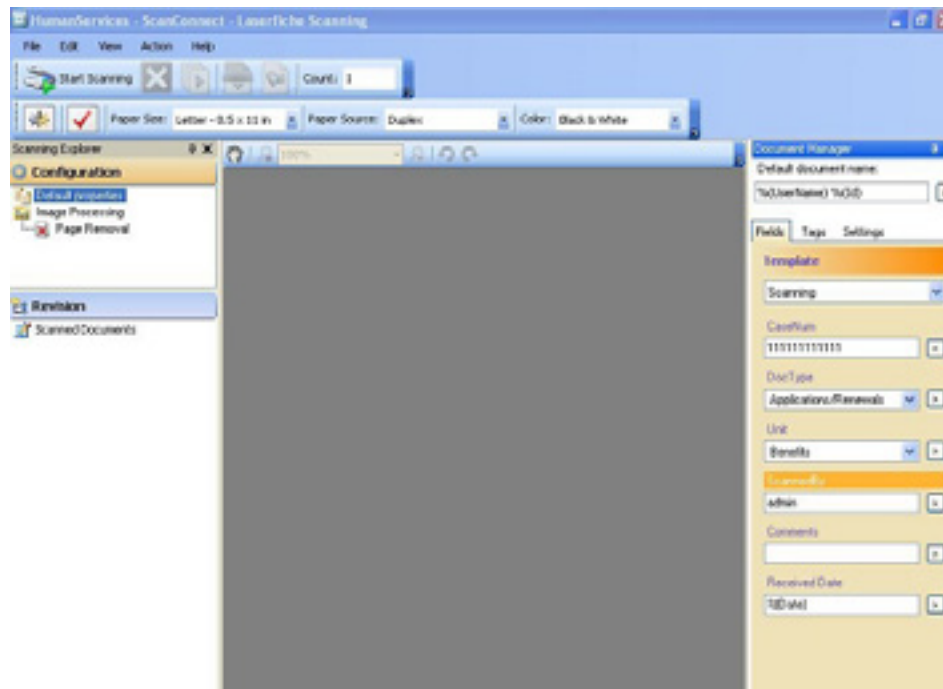 HumanServices - ScanConnect - Laserfiche Scanning
File Edit View Action Help
Start Scanning Count: 1
Paper Size: Letter - 8.5 x 11 in Paper Source: Duplex Color: Black & White
Scanning Explorer
Configuration
Default properties
Image Processing
Page Removal
Revision
Scanned Documents
100%
Document Manager
Default document name:
%(UserName) %(Id)
Fields Tags Settings
Template
Scanning
CaseNum
111111111111
DocType
Applications/Renewals
Unit
Benefits
ScannedBy
admin
Comments
Received Date
%(Date)